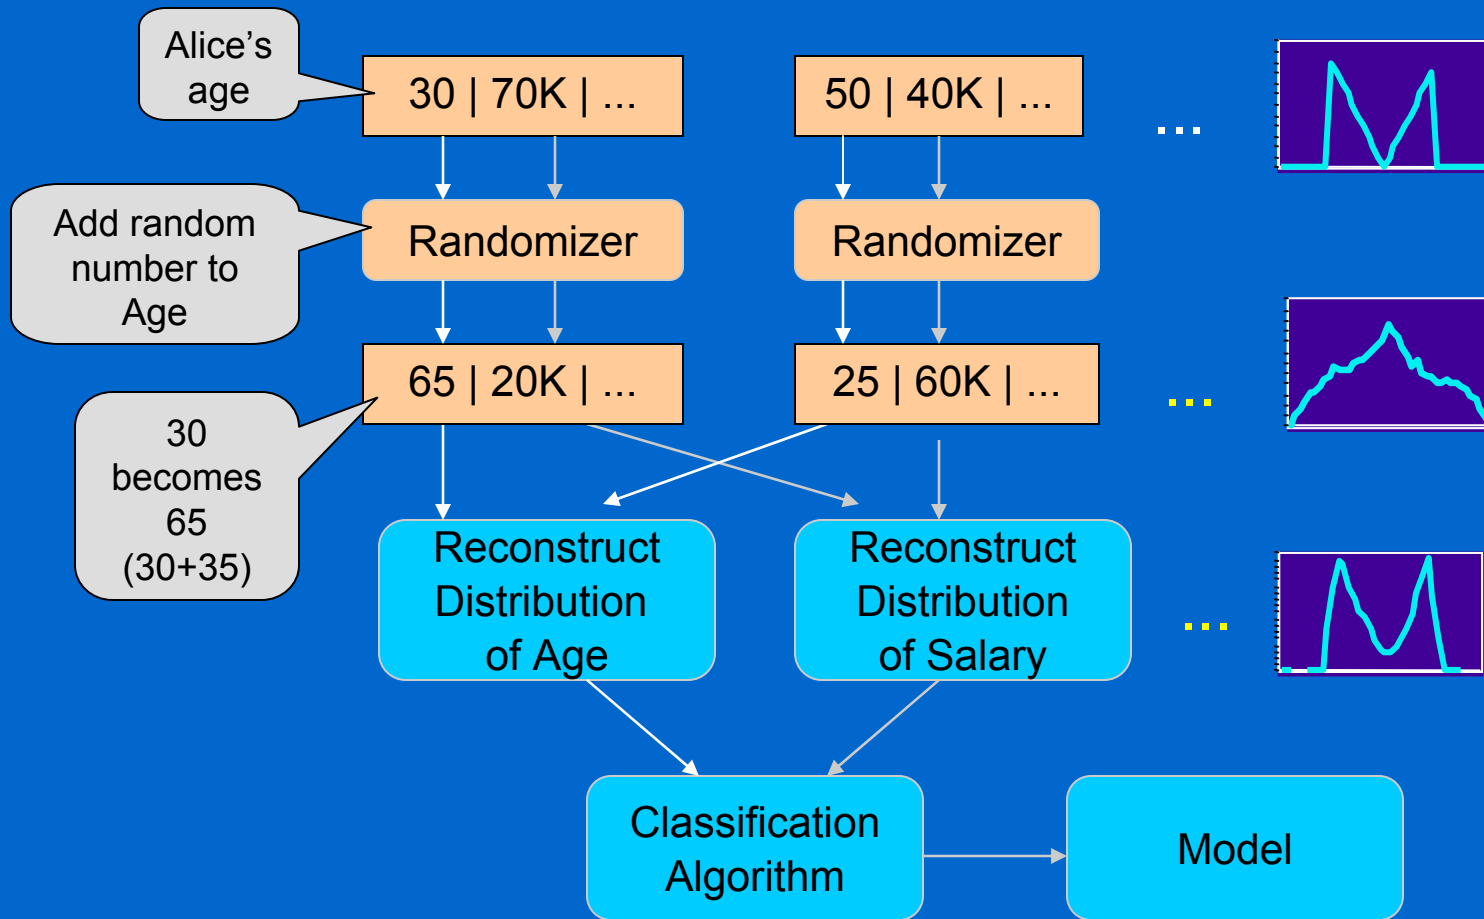 Alice’s
age
30 | 70K | ...
50 | 40K | ...
...
Add random
number to
Age
Randomizer
Randomizer
65 | 20K | ...
25 | 60K | ...
...
30
becomes
65
(30+35)
Reconstruct
Distribution
of Age
Reconstruct
Distribution
of Salary
...
Classification
Algorithm
Model